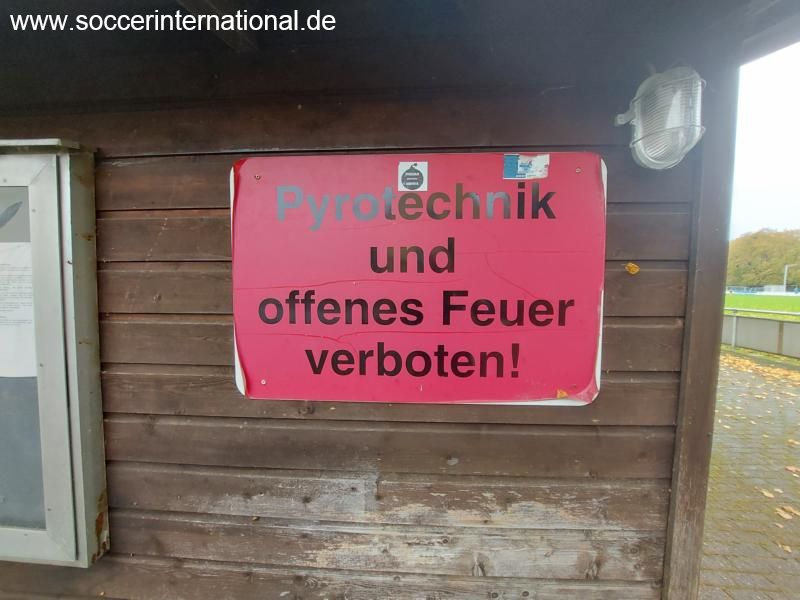 www.soccerinternational.de
Pyrotechnik
und
offenes Feuer
verboten!